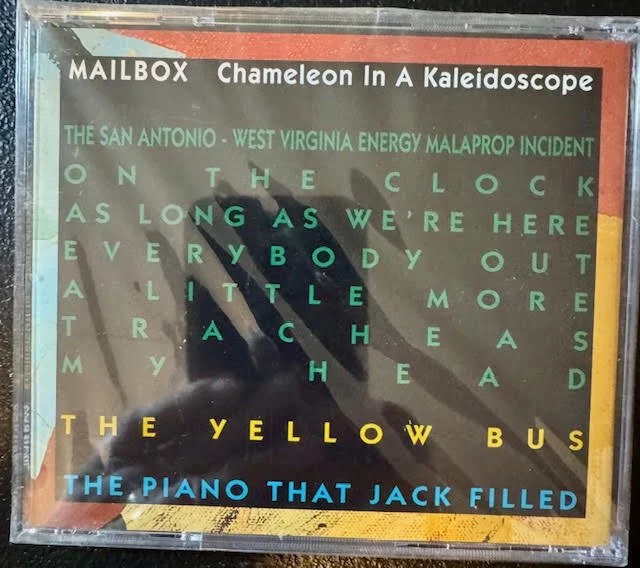 MAILBOX Chameleon In A Kaleidoscope
THE SAN ANTONIO - WEST VIRGINIA ENERGY MALAPROP INCIDENT
ON THE CLOCK
AS LONG AS WE'RE HERE
EVERYBODY OUT
A LITTLE MORE
TRACHEAS
MY HEAD
THE YELLOW BUS
THE PIANO THAT JACK FILLED